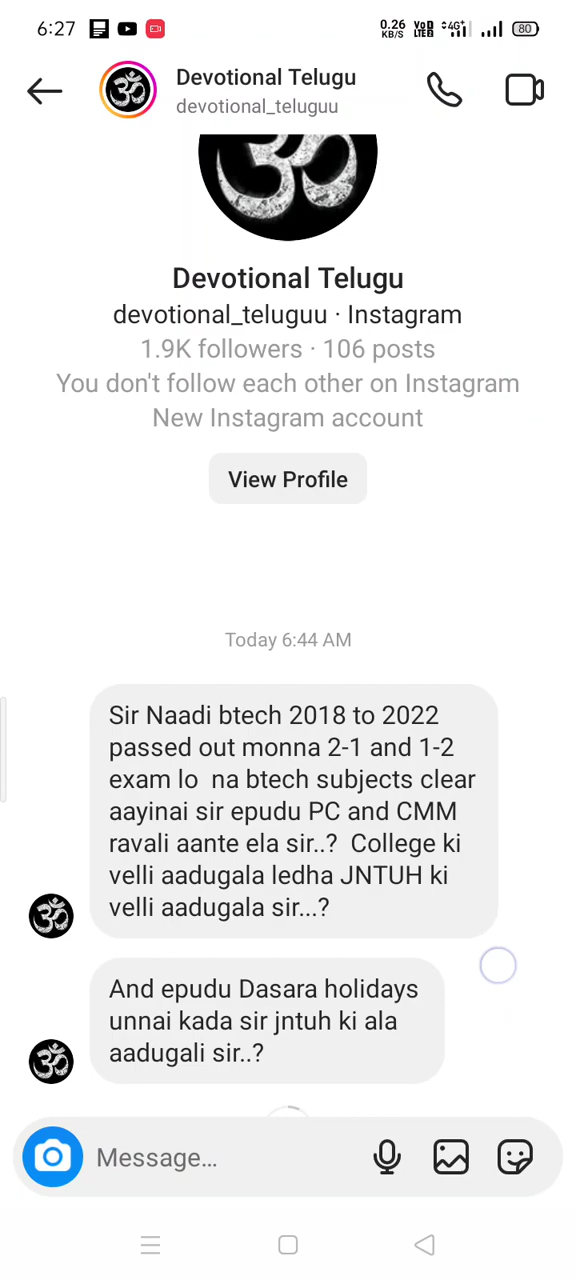 6:27
0.26 KB/S VoD LTE2 4G+ 80
Devotional Telugu
devotional_teluguu
Devotional Telugu
devotional_teluguu · Instagram
1.9K followers · 106 posts
You don't follow each other on Instagram
New Instagram account
View Profile
Today 6:44 AM
Sir Naadi btech 2018 to 2022
passed out monna 2-1 and 1-2
exam lo  na btech subjects clear
aayinai sir epudu PC and CMM
ravali aante ela sir..?  College ki
velli aadugala ledha JNTUH ki
velli aadugala sir...?
And epudu Dasara holidays
unnai kada sir jntuh ki ala
aadugali sir..?
Message...